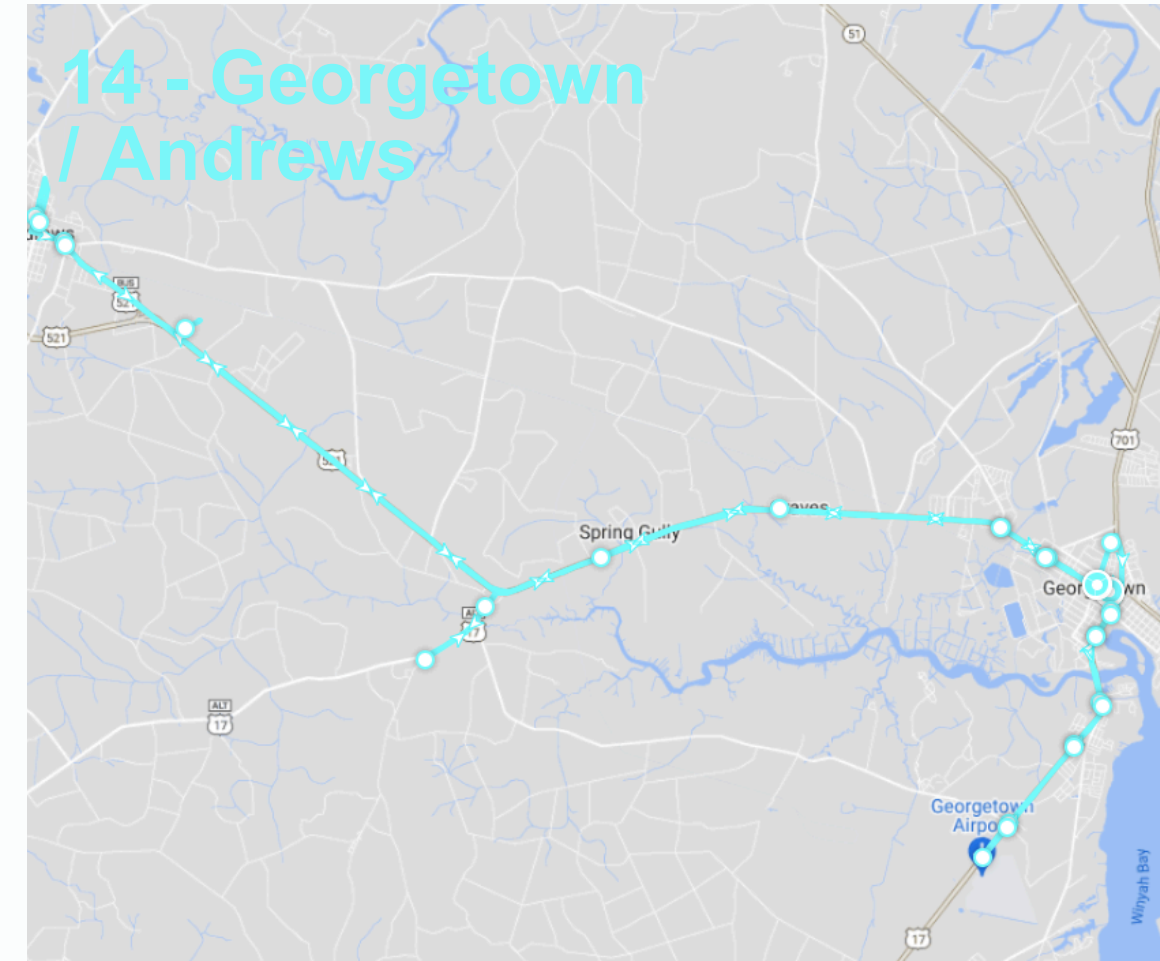 14 - Georgetown
/ Andrews
51
BUS
521
521
521
701
Spring Gully
ALT
17
ALT
17
Georgetown
Airport
Winyah Bay
17